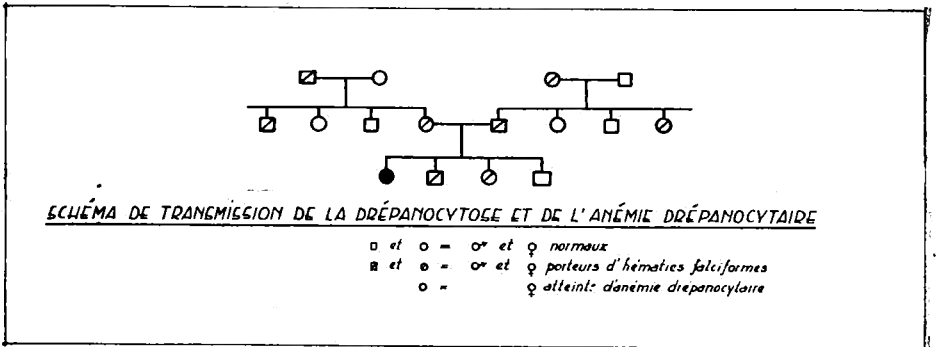 SCHÉMA DE TRANSMISSION DE LA DRÉPANOCYTOSE ET DE L'ANÉMIE DRÉPANOCYTAIRE
□ et ○ = ♂ et ♀ normaux
▨ et ⊘ = ♂ et ♀ porteurs d'hématies falciformes
○ = ♀ atteinte d'anémie drépanocytaire